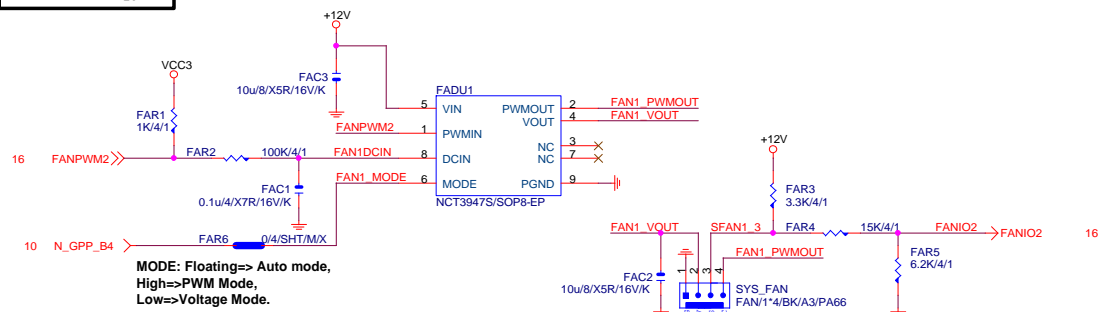 +12V
VCC3
FAC3
10u/8/X5R/16V/K
FADU1
FAR1
1K/4/1
5 VIN PWMOUT 2 FAN1_PWMOUT
VOUT 4 FAN1_VOUT
FANPWM2 1 PWMIN
NC 3
16 FANPWM2 FAR2 100K/4/1 FAN1DCIN 8 DCIN NC 7
FAN1_MODE 6 MODE PGND 9
FAC1
0.1u/4/X7R/16V/K
NCT3947S/SOP8-EP
10 N_GPP_B4 FAR6 0/4/SHT/M/X
MODE: Floating=> Auto mode,
High=>PWM Mode,
Low=>Voltage Mode.
+12V
FAR3
3.3K/4/1
FAN1_VOUT SFAN1_3 FAR4 15K/4/1 FANIO2 FANIO2 16
FAN1_PWMOUT
FAR5
6.2K/4/1
FAC2
10u/8/X5R/16V/K
1 2 3 4
SYS_FAN
FAN/1*4/BK/A3/PA66